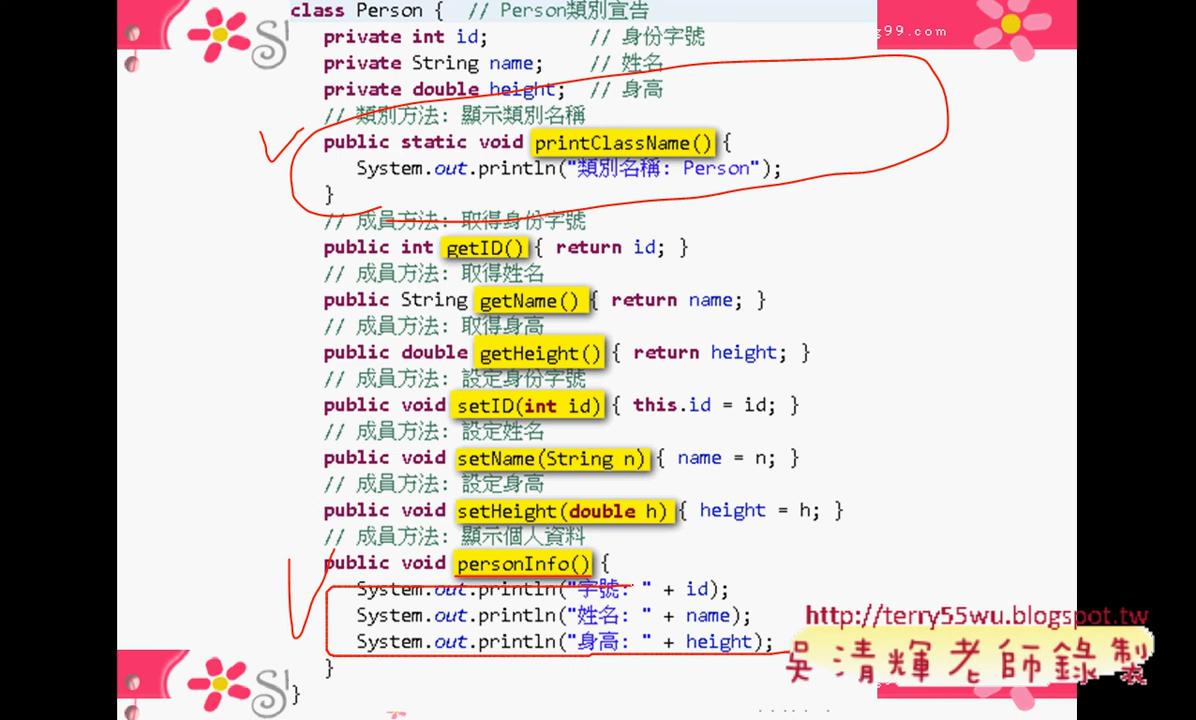 class Person {  // Person類別宣告
private int id;  // 身份字號
g99.com
private String name;  // 姓名
private double height;  // 身高
// 類別方法: 顯示類別名稱
public static void printClassName() {
System.out.println("類別名稱: Person");
}
// 成員方法: 取得身份字號
public int getID() { return id; }
// 成員方法: 取得姓名
public String getName() { return name; }
// 成員方法: 取得身高
public double getHeight() { return height; }
// 成員方法: 設定身份字號
public void setID(int id) { this.id = id; }
// 成員方法: 設定姓名
public void setName(String n) { name = n; }
// 成員方法: 設定身高
public void setHeight(double h) { height = h; }
// 成員方法: 顯示個人資料
public void personInfo() {
System.out.println("字號: " + id);
System.out.println("姓名: " + name);
System.out.println("身高: " + height);
}
}
http://terry55wu.blogspot.tw
吳清輝老師錄製